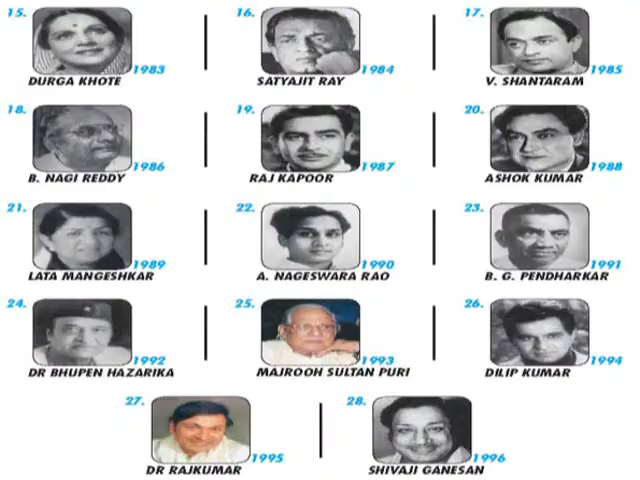 15. 16. 17.
1983 1984 1985
DURGA KHOTE SATYAJIT RAY V. SHANTARAM
18. 19. 20.
1986 1987 1988
B. NAGI REDDY RAJ KAPOOR ASHOK KUMAR
21. 22. 23.
1989 1990 1991
LATA MANGESHKAR A. NAGESWARA RAO B. G. PENDHARKAR
24. 25. 26.
1992 1993 1994
DR BHUPEN HAZARIKA MAJROOH SULTAN PURI DILIP KUMAR
27. 28.
1995 1996
DR RAJKUMAR SHIVAJI GANESAN